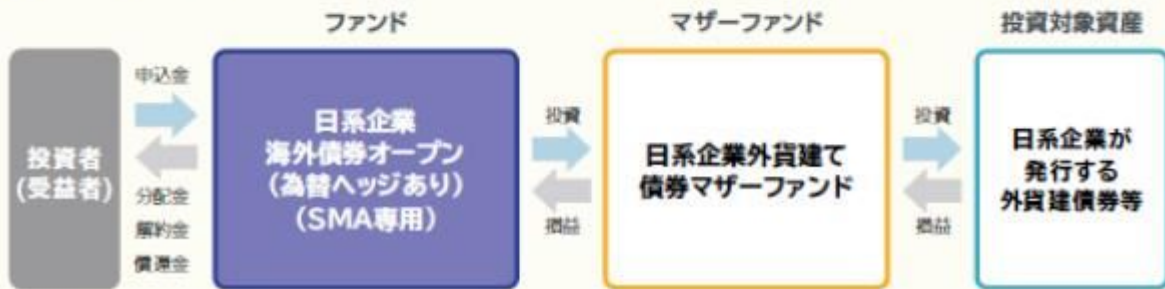 ファンド
マザーファンド
投資対象資産
投資者
(受益者)
申込金
分配金
解約金
償還金
日系企業
海外債券オープン
(為替ヘッジあり)
(SMA専用)
投資
損益
日系企業外貨建て
債券マザーファンド
投資
損益
日系企業が
発行する
外貨建債券等